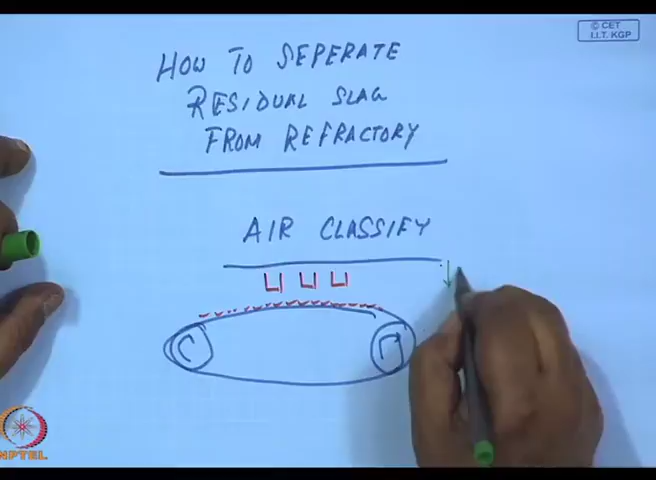 © CET
I.I.T. KGP
HOW TO SEPERATE
RESIDUAL SLAG
FROM REFRACTORY
AIR CLASSIFY
NPTEL